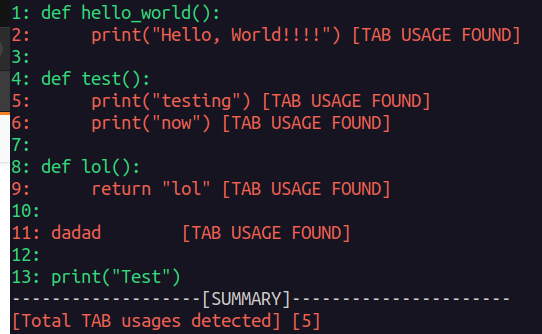 1: def hello_world():
2:      print("Hello, World!!!!") [TAB USAGE FOUND]
3:
4: def test():
5:      print("testing") [TAB USAGE FOUND]
6:      print("now") [TAB USAGE FOUND]
7:
8: def lol():
9:      return "lol" [TAB USAGE FOUND]
10:
11: dadad        [TAB USAGE FOUND]
12:
13: print("Test")
-------------------[SUMMARY]----------------------
[Total TAB usages detected] [5]